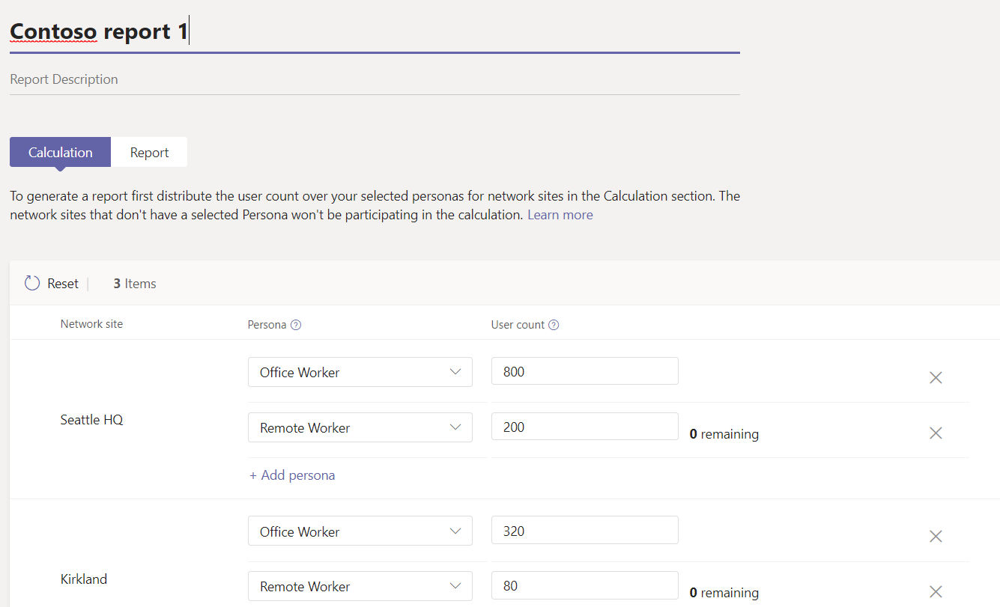 Contoso report 1
Report Description
Calculation Report
To generate a report first distribute the user count over your selected personas for network sites in the Calculation section. The
network sites that don't have a selected Persona won't be participating in the calculation. Learn more
Reset | 3 Items
Network site Persona ? User count ?
Office Worker 800
Seattle HQ
Remote Worker 200 0 remaining
+ Add persona
Office Worker 320
Kirkland
Remote Worker 80 0 remaining